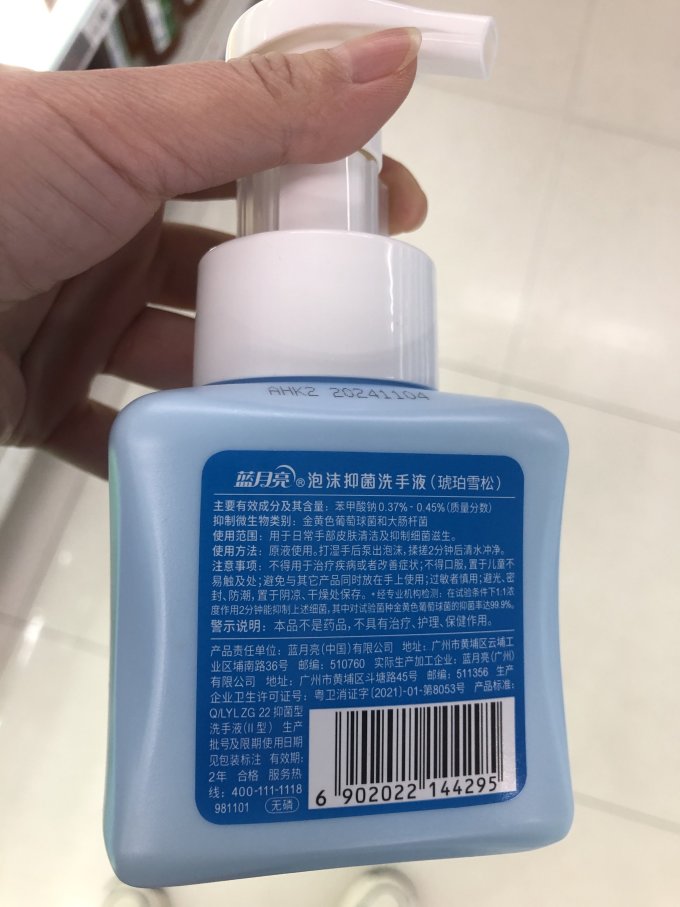 AHK2 20241104
蓝月亮® 泡沫抑菌洗手液（琥珀雪松）
主要有效成分及其含量：苯甲酸钠0.37%-0.45%(质量分数)
抑制微生物类别：金黄色葡萄球菌和大肠杆菌
使用范围：用于日常手部皮肤清洁及抑制细菌滋生。
使用方法：原液使用。打湿手后泵出泡沫，揉搓2分钟后清水冲净。
注意事项：不得用于治疗疾病或者改善症状；不得口服，置于儿童不
易触及处；避免与其它产品同时放在手上使用；过敏者慎用；避光、密
封、防潮，置于阴凉、干燥处保存。*经专业机构检测：在试验条件下1:1浓
度作用2分钟能抑制上述细菌，其中对试验菌种金黄色葡萄球菌的抑菌率达99.9%。
警示说明：本品不是药品，不具有治疗、护理、保健作用。
产品责任单位：蓝月亮(中国)有限公司 地址：广州市黄埔区云埔工
业区埔南路36号 邮编：510760 实际生产加工企业：蓝月亮(广州)
有限公司 地址：广州市黄埔区斗塘路45号 邮编：511356 生产
企业卫生许可证号：粤卫消证字[2021]-01-第8053号 产品标准：
Q/LYL ZG 22 抑菌型
洗手液(II型) 生产
批号及限期使用日期
见包装标注 有效期：
2年 合格 服务热
线：400-111-1118
981101 无磷
6 902022 144295